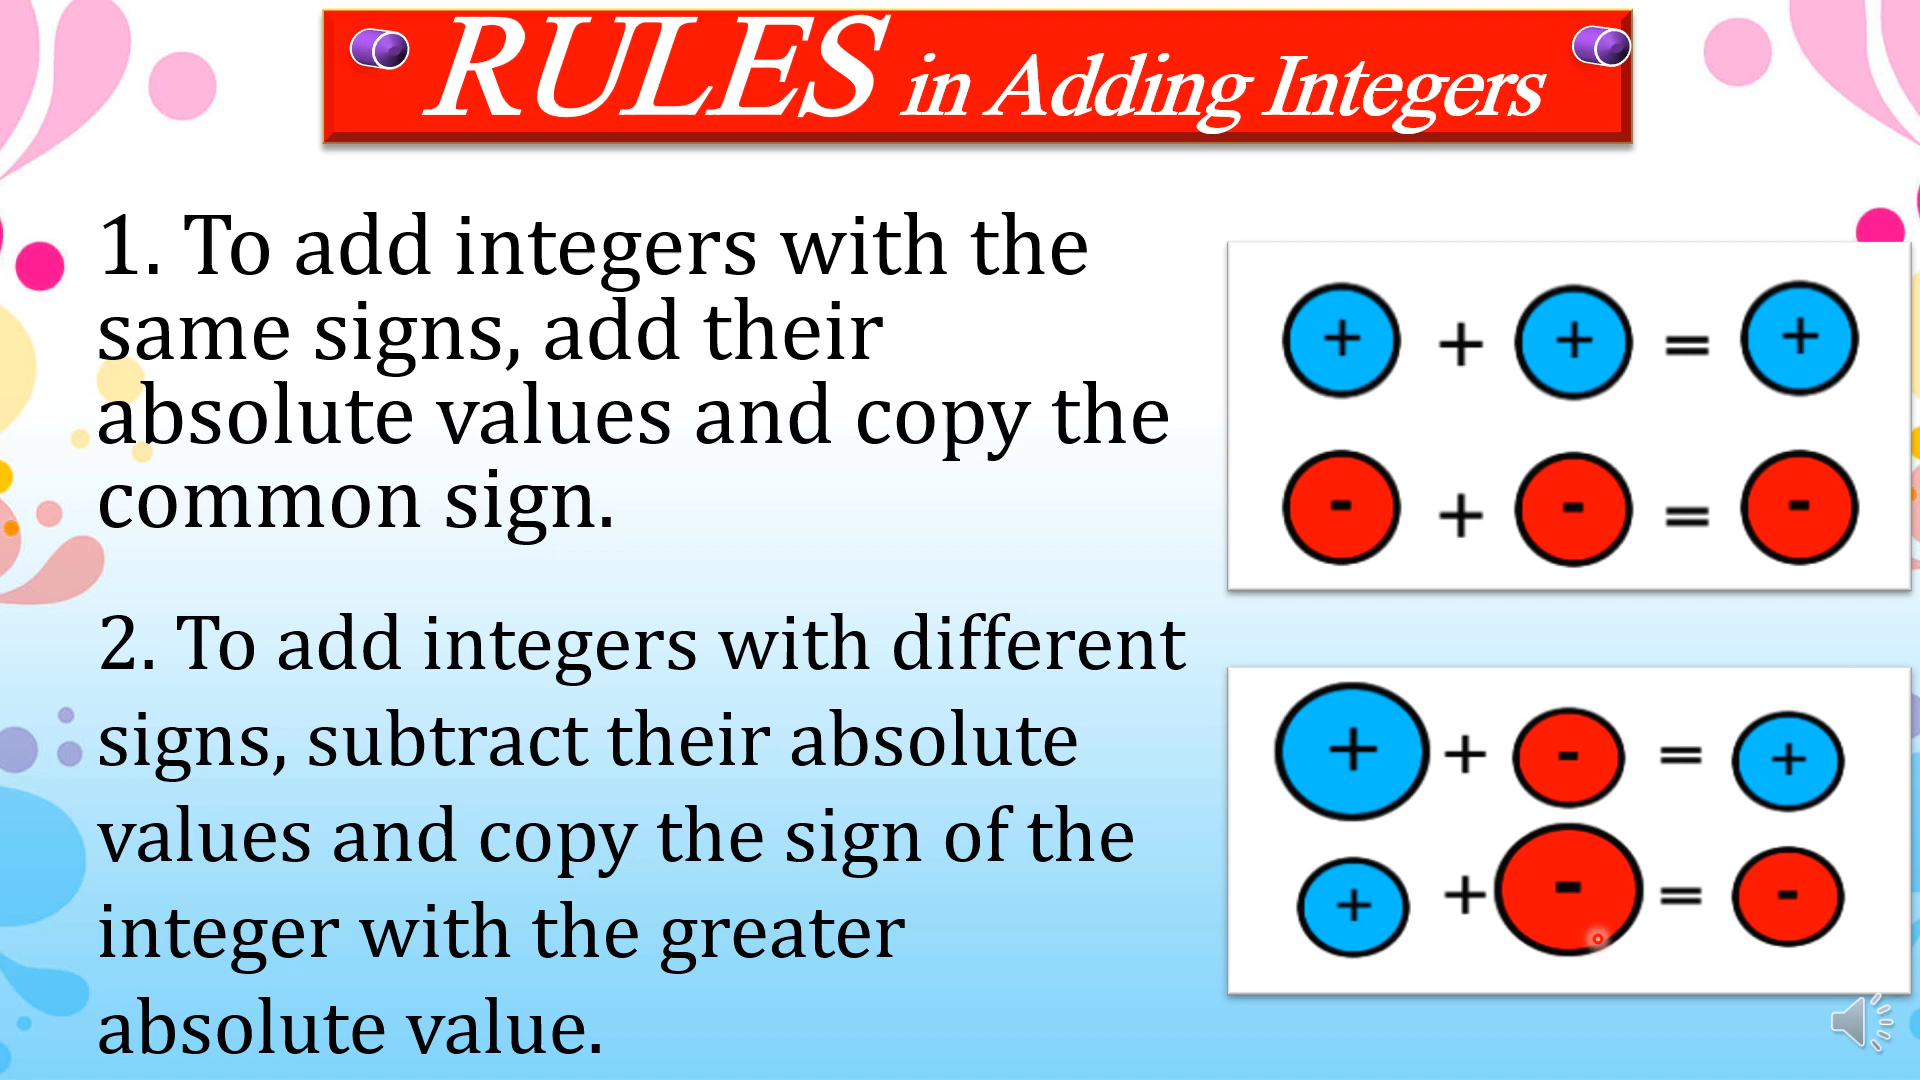 RULES in Adding Integers
1. To add integers with the
same signs, add their
absolute values and copy the
common sign.
+ + + = +
- + - = -
2. To add integers with different
signs, subtract their absolute
values and copy the sign of the
integer with the greater
absolute value.
+ + - = +
+ + - = -